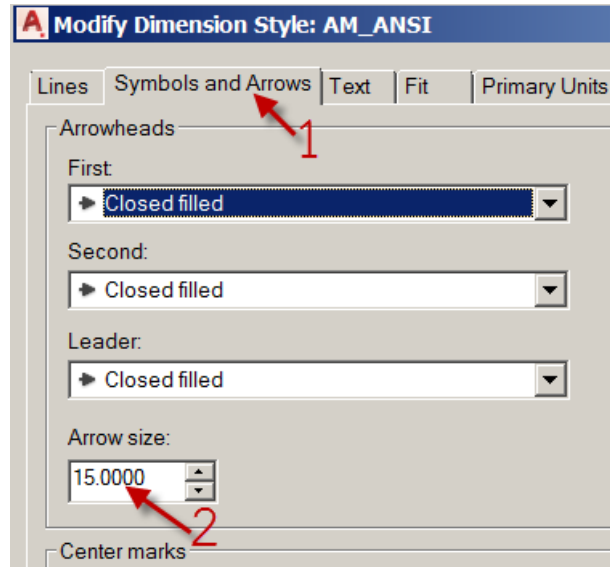 A Modify Dimension Style: AM_ANSI
Lines Symbols and Arrows Text Fit Primary Units
1
Arrowheads
First:
Closed filled
Second:
Closed filled
Leader:
Closed filled
Arrow size:
15.0000
2
Center marks